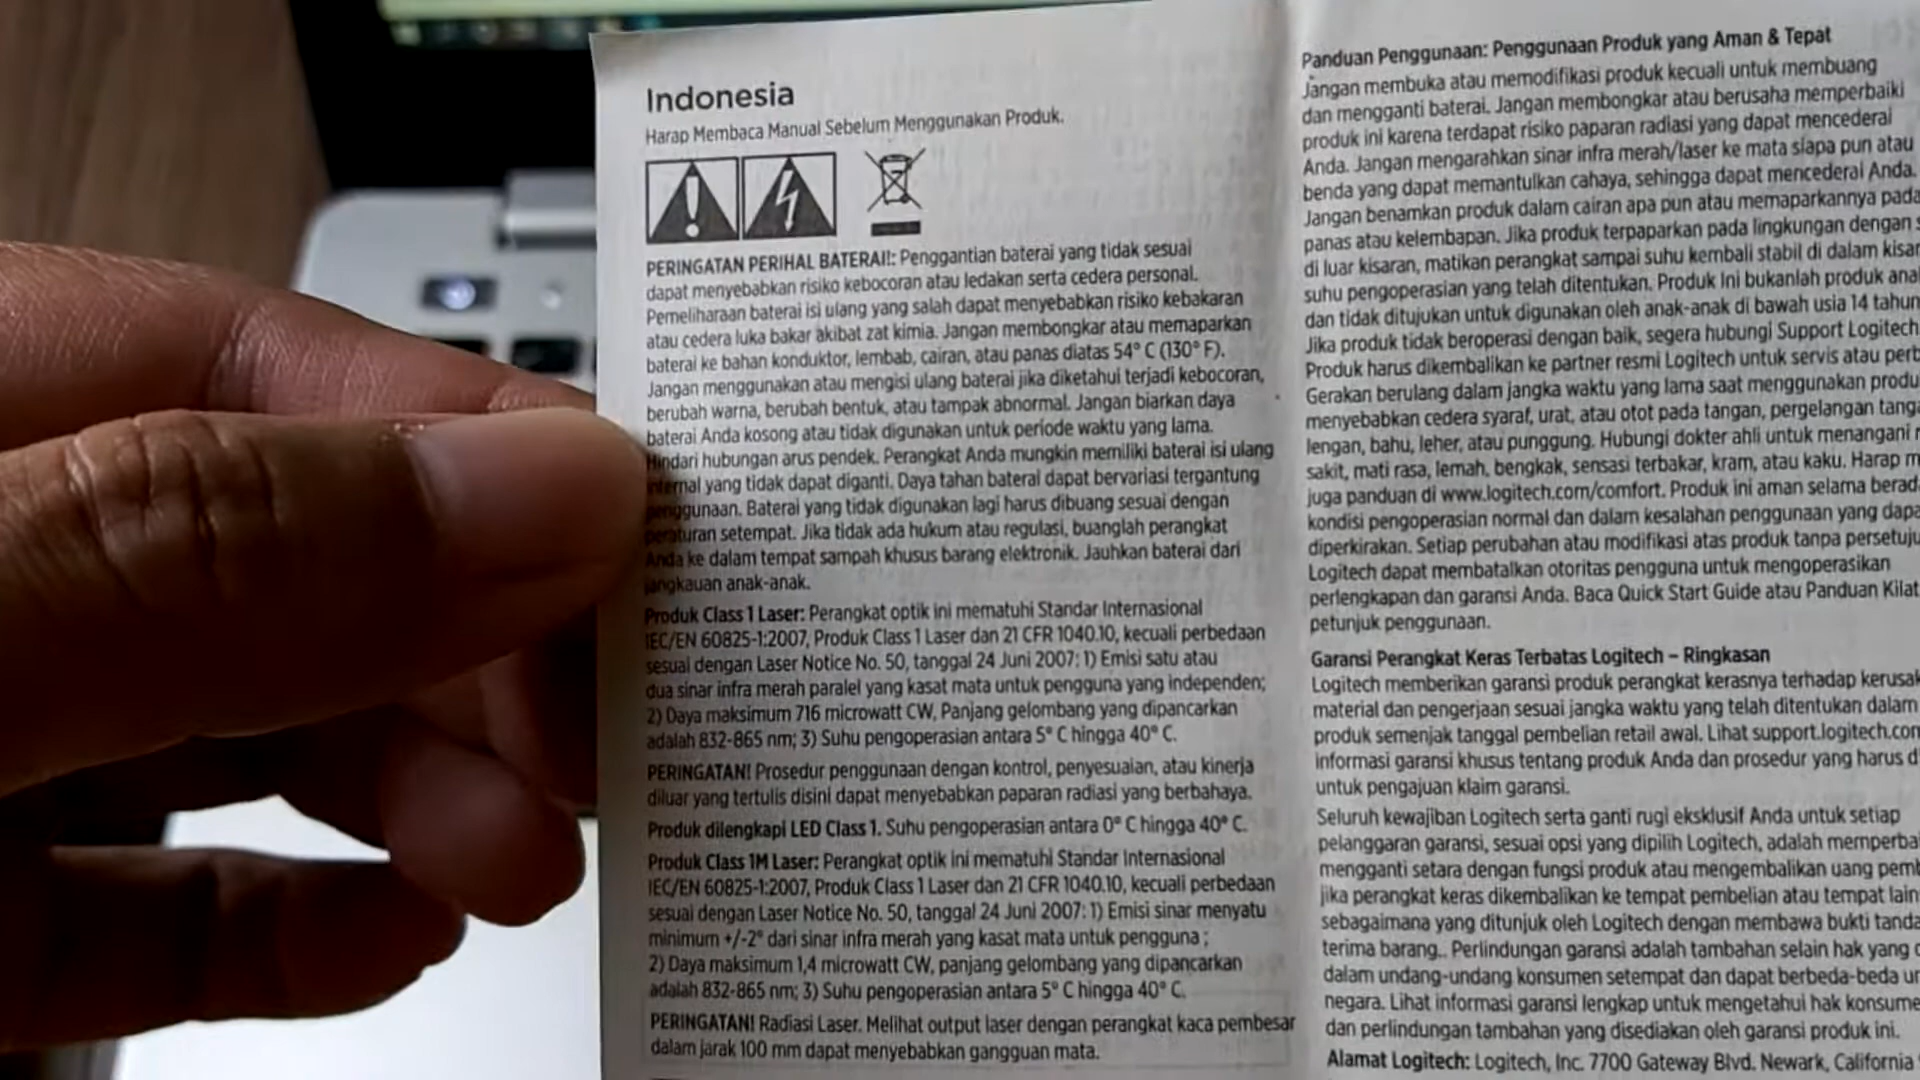 Indonesia
Harap Membaca Manual Sebelum Menggunakan Produk.
PERINGATAN PERIHAL BATERAI!: Penggantian baterai yang tidak sesuai
dapat menyebabkan risiko kebocoran atau ledakan serta cedera personal.
Pemeliharaan baterai isi ulang yang salah dapat menyebabkan risiko kebakaran
atau cedera luka bakar akibat zat kimia. Jangan membongkar atau memaparkan
baterai ke bahan konduktor, lembab, cairan, atau panas diatas 54° C (130° F).
Jangan menggunakan atau mengisi ulang baterai jika diketahui terjadi kebocoran,
berubah warna, berubah bentuk, atau tampak abnormal. Jangan biarkan daya
baterai Anda kosong atau tidak digunakan untuk periode waktu yang lama.
Hindari hubungan arus pendek. Perangkat Anda mungkin memiliki baterai isi ulang
internal yang tidak dapat diganti. Daya tahan baterai dapat bervariasi tergantung
penggunaan. Baterai yang tidak digunakan lagi harus dibuang sesuai dengan
peraturan setempat. Jika tidak ada hukum atau regulasi, buanglah perangkat
Anda ke dalam tempat sampah khusus barang elektronik. Jauhkan baterai dari
jangkauan anak-anak.
Produk Class 1 Laser: Perangkat optik ini mematuhi Standar Internasional
IEC/EN 60825-1:2007, Produk Class 1 Laser dan 21 CFR 1040.10, kecuali perbedaan
sesuai dengan Laser Notice No. 50, tanggal 24 Juni 2007: 1) Emisi satu atau
dua sinar infra merah paralel yang kasat mata untuk pengguna yang independen;
2) Daya maksimum 716 microwatt CW, Panjang gelombang yang dipancarkan
adalah 832-865 nm; 3) Suhu pengoperasian antara 5° C hingga 40° C.
PERINGATAN! Prosedur penggunaan dengan kontrol, penyesuaian, atau kinerja
diluar yang tertulis disini dapat menyebabkan paparan radiasi yang berbahaya.
Produk dilengkapi LED Class 1. Suhu pengoperasian antara 0° C hingga 40° C.
Produk Class 1M Laser: Perangkat optik ini mematuhi Standar Internasional
IEC/EN 60825-1:2007, Produk Class 1 Laser dan 21 CFR 1040.10, kecuali perbedaan
sesuai dengan Laser Notice No. 50, tanggal 24 Juni 2007: 1) Emisi sinar menyatu
minimum +/-2° dari sinar infra merah yang kasat mata untuk pengguna ;
2) Daya maksimum 1,4 microwatt CW, panjang gelombang yang dipancarkan
adalah 832-865 nm; 3) Suhu pengoperasian antara 5° C hingga 40° C.
PERINGATAN! Radiasi Laser. Melihat output laser dengan perangkat kaca pembesar
dalam jarak 100 mm dapat menyebabkan gangguan mata.
Panduan Penggunaan: Penggunaan Produk yang Aman & Tepat
Jangan membuka atau memodifikasi produk kecuali untuk membuang
dan mengganti baterai. Jangan membongkar atau berusaha memperbaiki
produk ini karena terdapat risiko paparan radiasi yang dapat mencederai
Anda. Jangan mengarahkan sinar infra merah/laser ke mata siapa pun atau
benda yang dapat memantulkan cahaya, sehingga dapat mencederai Anda.
Jangan benamkan produk dalam cairan apa pun atau memaparkannya pada
panas atau kelembapan. Jika produk terpaparkan pada lingkungan dengan
di luar kisaran, matikan perangkat sampai suhu kembali stabil di dalam
suhu pengoperasian yang telah ditentukan. Produk Ini bukanlah produk
dan tidak ditujukan untuk digunakan oleh anak-anak di bawah usia 14 tahun
Jika produk tidak beroperasi dengan baik, segera hubungi Support Logitech
Produk harus dikembalikan ke partner resmi Logitech untuk servis atau
Gerakan berulang dalam jangka waktu yang lama saat menggunakan
menyebabkan cedera syaraf, urat, atau otot pada tangan, pergelangan
lengan, bahu, leher, atau punggung. Hubungi dokter ahli untuk menangani
sakit, mati rasa, lemah, bengkak, sensasi terbakar, kram, atau kaku. Harap
juga panduan di www.logitech.com/comfort. Produk ini aman selama
kondisi pengoperasian normal dan dalam kesalahan penggunaan yang
diperkirakan. Setiap perubahan atau modifikasi atas produk tanpa
Logitech dapat membatalkan otoritas pengguna untuk mengoperasikan
perlengkapan dan garansi Anda. Baca Quick Start Guide atau Panduan Kilat
petunjuk penggunaan.
Garansi Perangkat Keras Terbatas Logitech – Ringkasan
Logitech memberikan garansi produk perangkat kerasnya terhadap
material dan pengerjaan sesuai jangka waktu yang telah ditentukan dalam
produk semenjak tanggal pembelian retail awal. Lihat support.logitech.com
informasi garansi khusus tentang produk Anda dan prosedur yang harus
untuk pengajuan klaim garansi.
Seluruh kewajiban Logitech serta ganti rugi eksklusif Anda untuk setiap
pelanggaran garansi, sesuai opsi yang dipilih Logitech, adalah
mengganti setara dengan fungsi produk atau mengembalikan uang
jika perangkat keras dikembalikan ke tempat pembelian atau tempat lain
sebagaimana yang ditunjuk oleh Logitech dengan membawa bukti tanda
terima barang.. Perlindungan garansi adalah tambahan selain hak yang
dalam undang-undang konsumen setempat dan dapat berbeda-beda
negara. Lihat informasi garansi lengkap untuk mengetahui hak
dan perlindungan tambahan yang disediakan oleh garansi produk ini.
Alamat Logitech: Logitech, Inc. 7700 Gateway Blvd. Newark, California